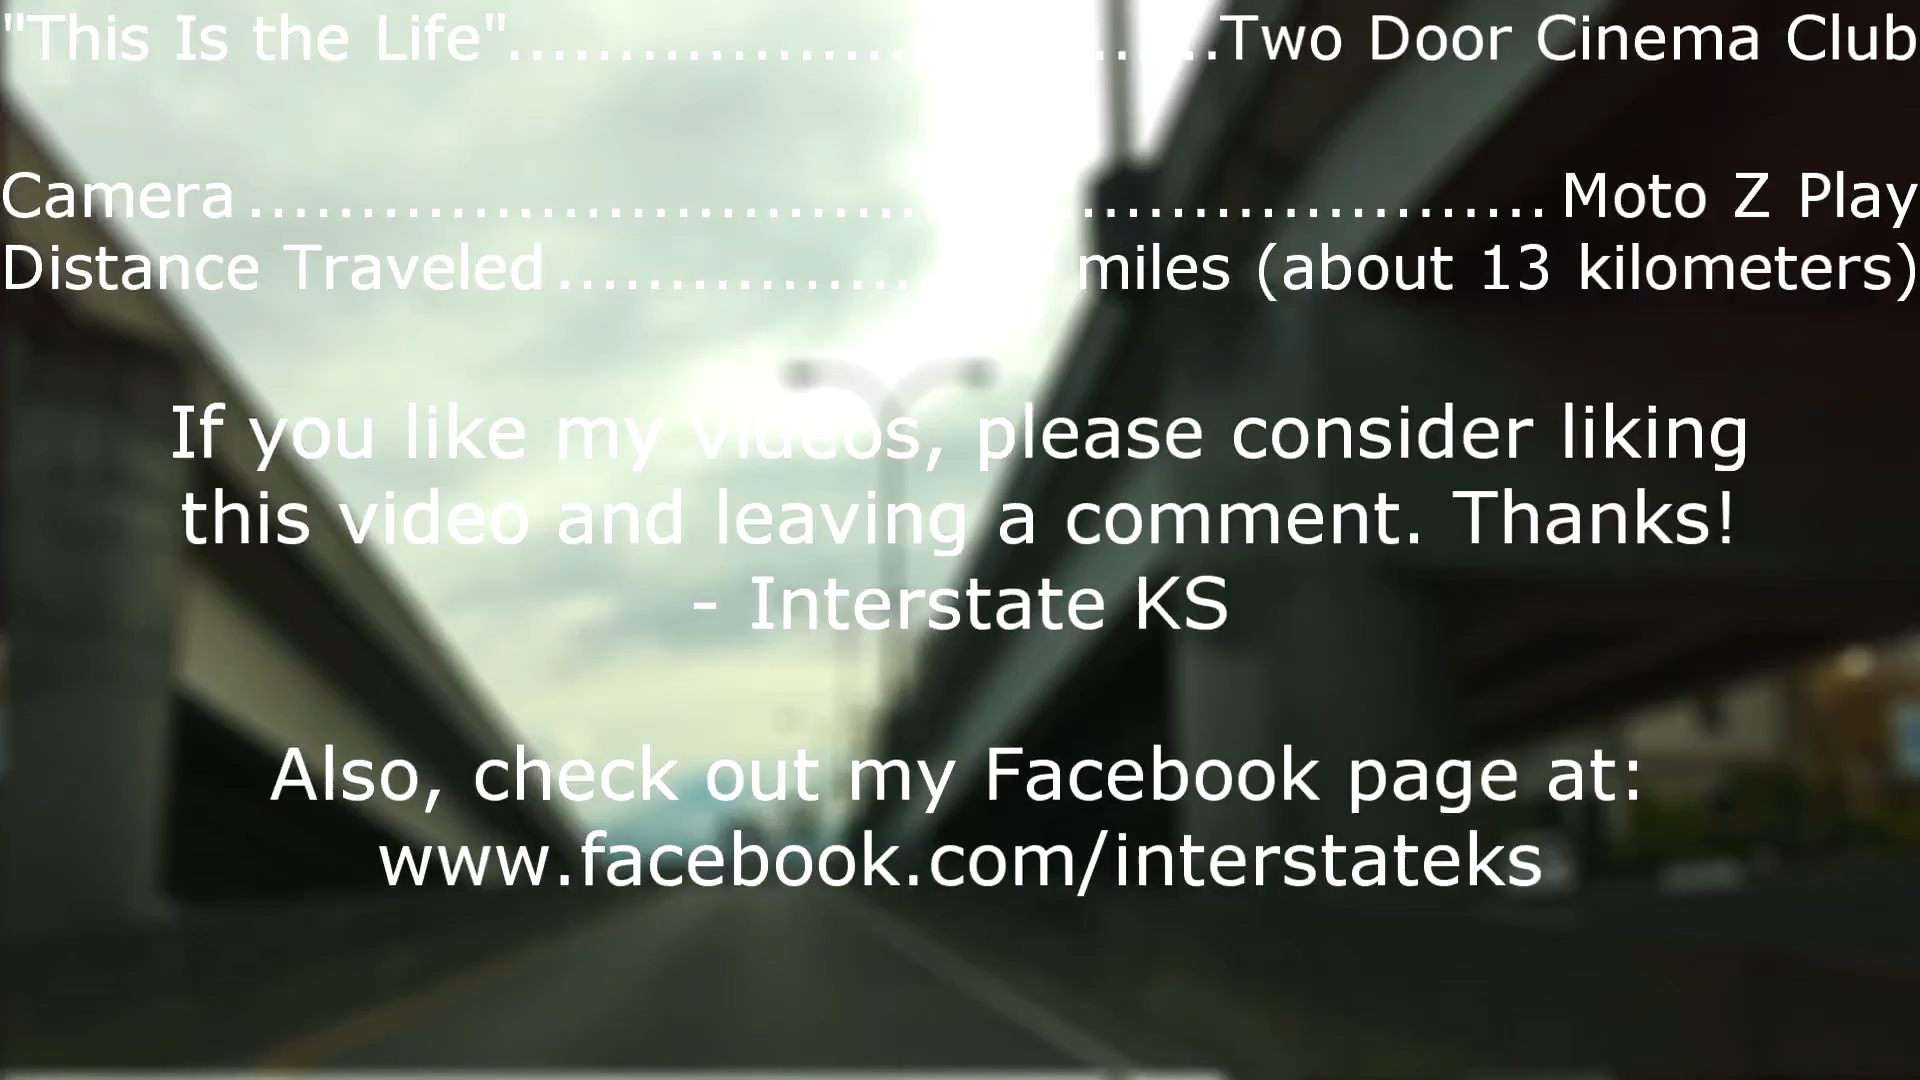 "This Is the Life"................................Two Door Cinema Club
Camera..........................................................Moto Z Play
Distance Traveled...................... miles (about 13 kilometers)
If you like my videos, please consider liking
this video and leaving a comment. Thanks!
- Interstate KS
Also, check out my Facebook page at:
www.facebook.com/interstateks